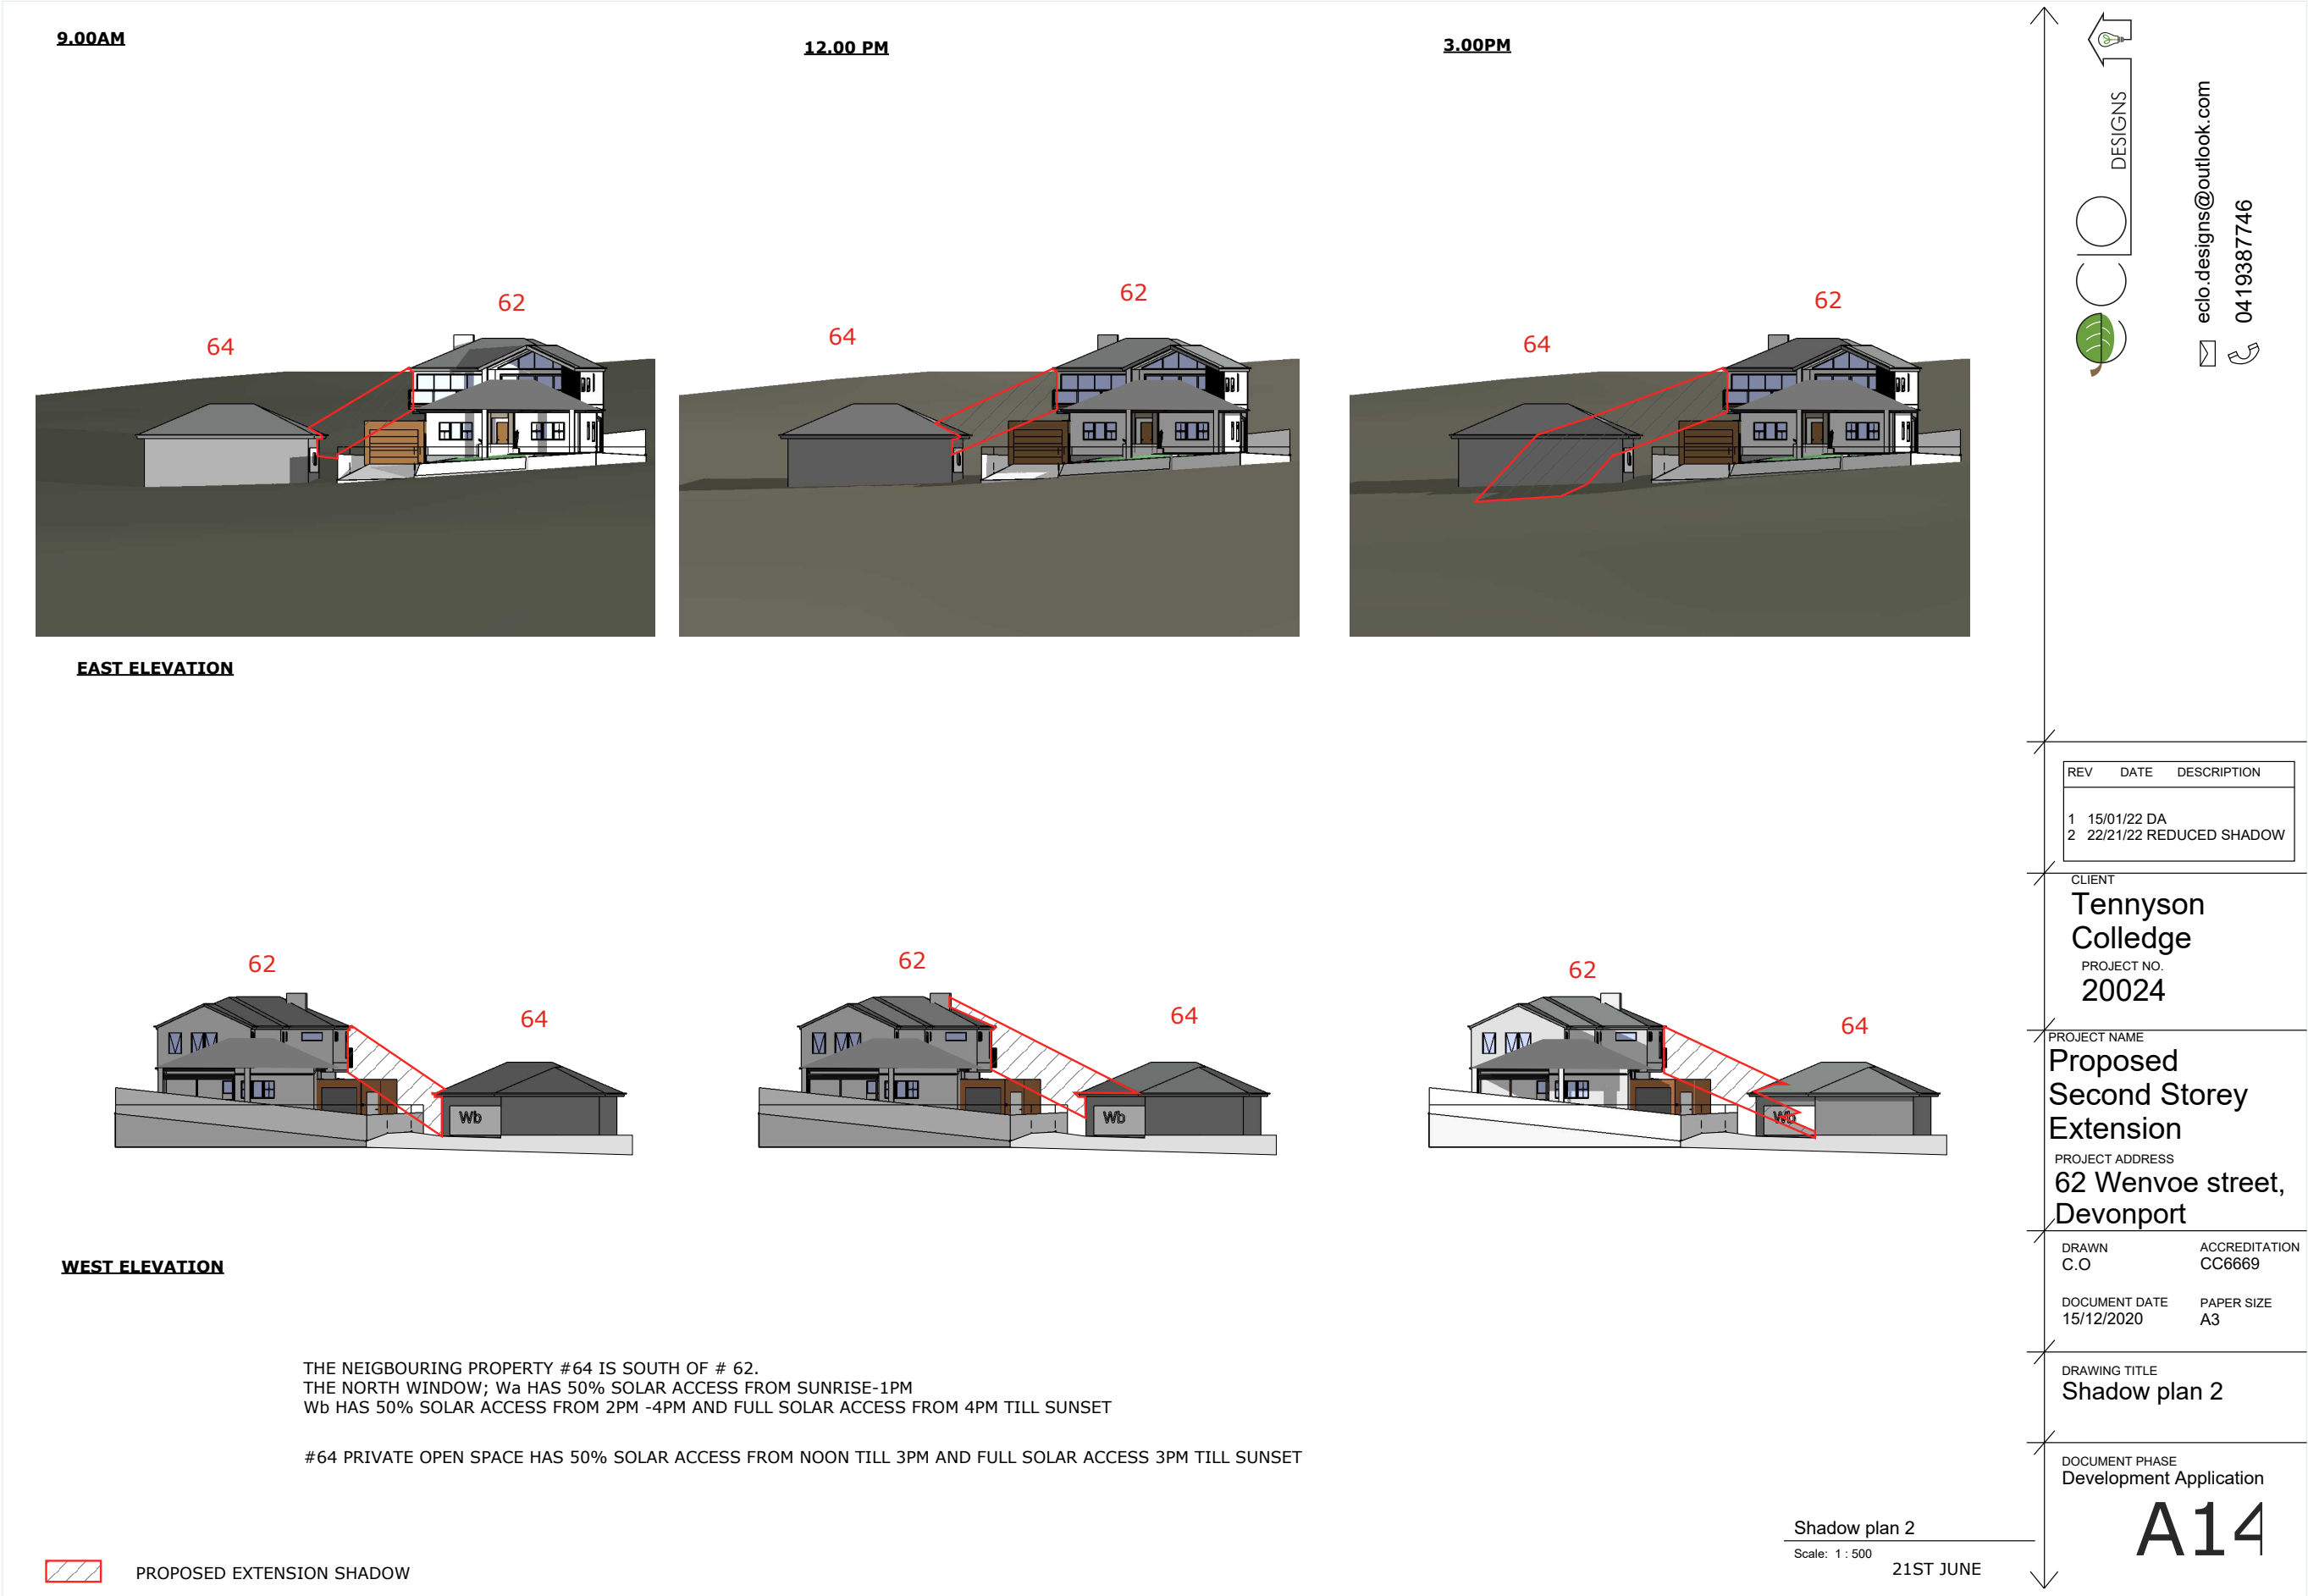 9.00AM
12.00 PM
3.00PM
64
62
64
62
64
62
EAST ELEVATION
62
64
Wb
62
64
Wb
62
64
Wb
WEST ELEVATION
THE NEIGBOURING PROPERTY #64 IS SOUTH OF # 62.
THE NORTH WINDOW; Wa HAS 50% SOLAR ACCESS FROM SUNRISE-1PM
Wb HAS 50% SOLAR ACCESS FROM 2PM -4PM AND FULL SOLAR ACCESS FROM 4PM TILL SUNSET
#64 PRIVATE OPEN SPACE HAS 50% SOLAR ACCESS FROM NOON TILL 3PM AND FULL SOLAR ACCESS 3PM TILL SUNSET
PROPOSED EXTENSION SHADOW
Shadow plan 2
Scale: 1 : 500
21ST JUNE
eclo
DESIGNS
eclo.designs@outlook.com
0419387746
REV DATE DESCRIPTION
1 15/01/22 DA
2 22/21/22 REDUCED SHADOW
CLIENT
Tennyson
Colledge
PROJECT NO.
20024
PROJECT NAME
Proposed
Second Storey
Extension
PROJECT ADDRESS
62 Wenvoe street,
Devonport
DRAWN ACCREDITATION
C.O CC6669
DOCUMENT DATE PAPER SIZE
15/12/2020 A3
DRAWING TITLE
Shadow plan 2
DOCUMENT PHASE
Development Application
A14